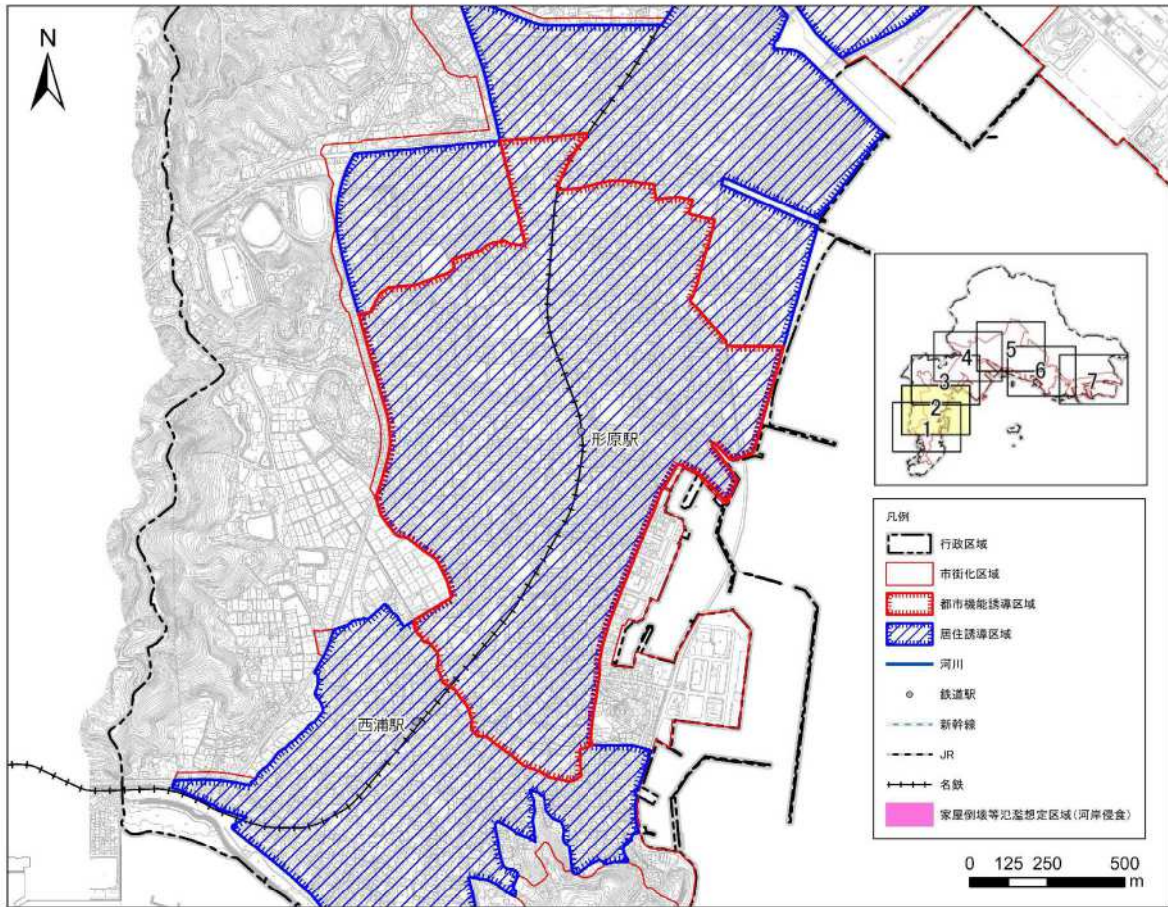 N
形原駅
西浦駅
5
4
6
7
3
2
1
凡例
行政区域
市街化区域
都市機能誘導区域
居住誘導区域
河川
鉄道駅
新幹線
JR
名鉄
家屋倒壊等氾濫想定区域(河岸侵食)
0 125 250 500
m